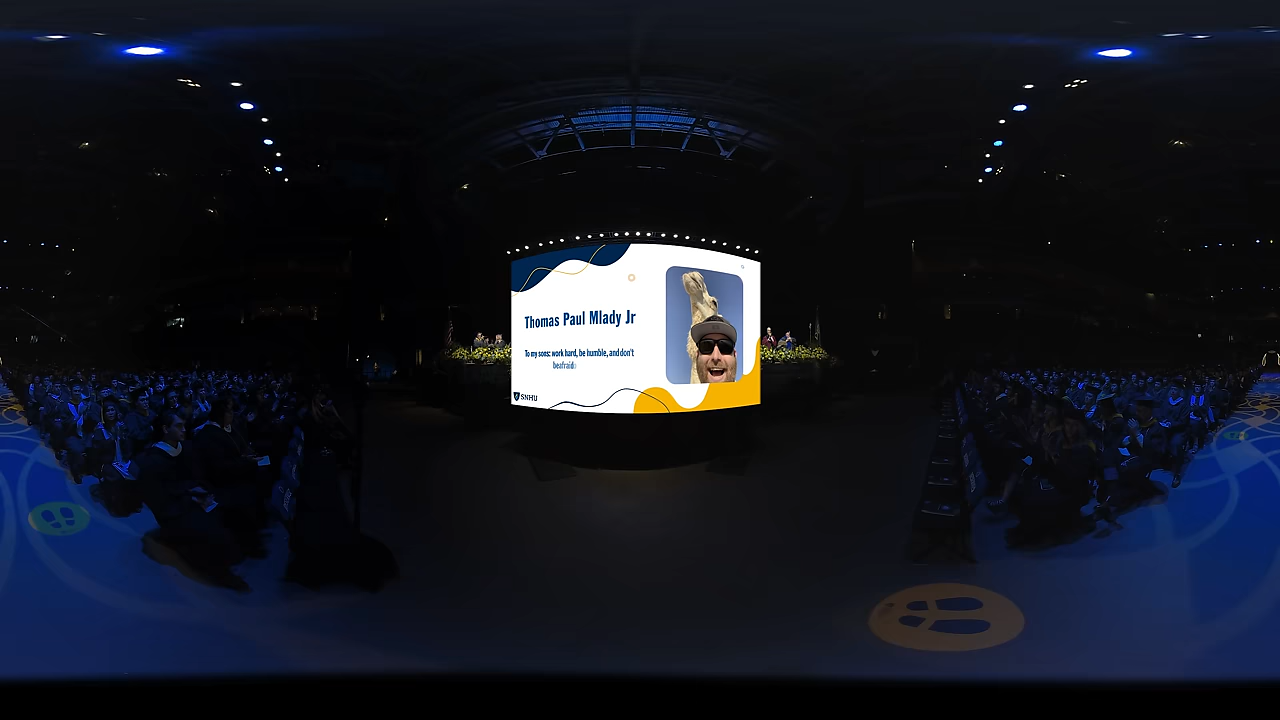 Thomas Paul Mlady Jr
To my sons: work hard, be humble, and don't
be afraid
SNHU